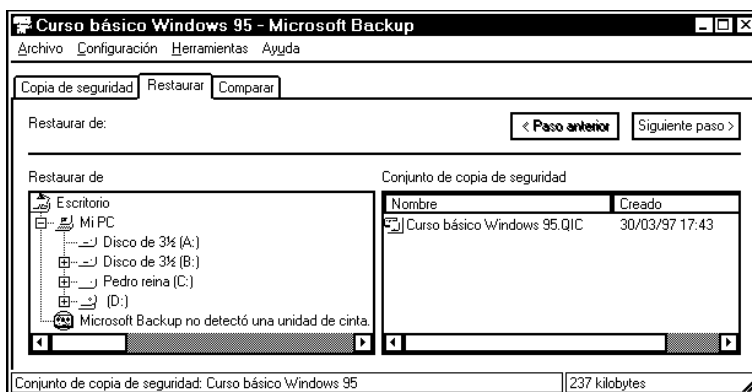 Curso básico Windows 95 - Microsoft Backup
Archivo Configuración Herramientas Ayuda
Copia de seguridad Restaurar Comparar
Restaurar de:
< Paso anterior Siguiente paso >
Restaurar de
Escritorio
Mi PC
Disco de 3½ (A:)
Disco de 3½ (B:)
Pedro reina (C:)
(D:)
Microsoft Backup no detectó una unidad de cinta.
Conjunto de copia de seguridad
Nombre Creado
Curso básico Windows 95.QIC 30/03/97 17:43
Conjunto de copia de seguridad: Curso básico Windows 95 237 kilobytes